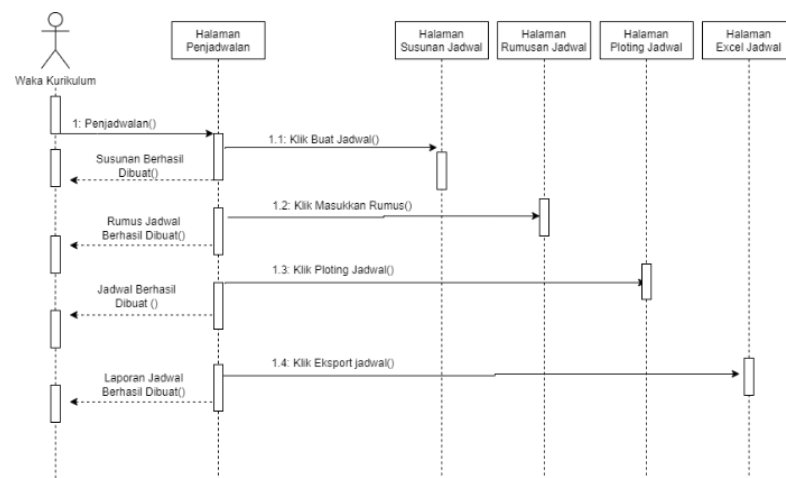 Halaman
Penjadwalan
Halaman
Susunan Jadwal
Halaman
Rumusan Jadwal
Halaman
Ploting Jadwal
Halaman
Excel Jadwal
Waka Kurikulum
1: Penjadwalan()
1.1: Klik Buat Jadwal()
Susunan Berhasil
Dibuat()
1.2: Klik Masukkan Rumus()
Rumus Jadwal
Berhasil Dibuat()
1.3: Klik Ploting Jadwal()
Jadwal Berhasil
Dibuat ()
1.4: Klik Eksport jadwal()
Laporan Jadwal
Berhasil Dibuat()